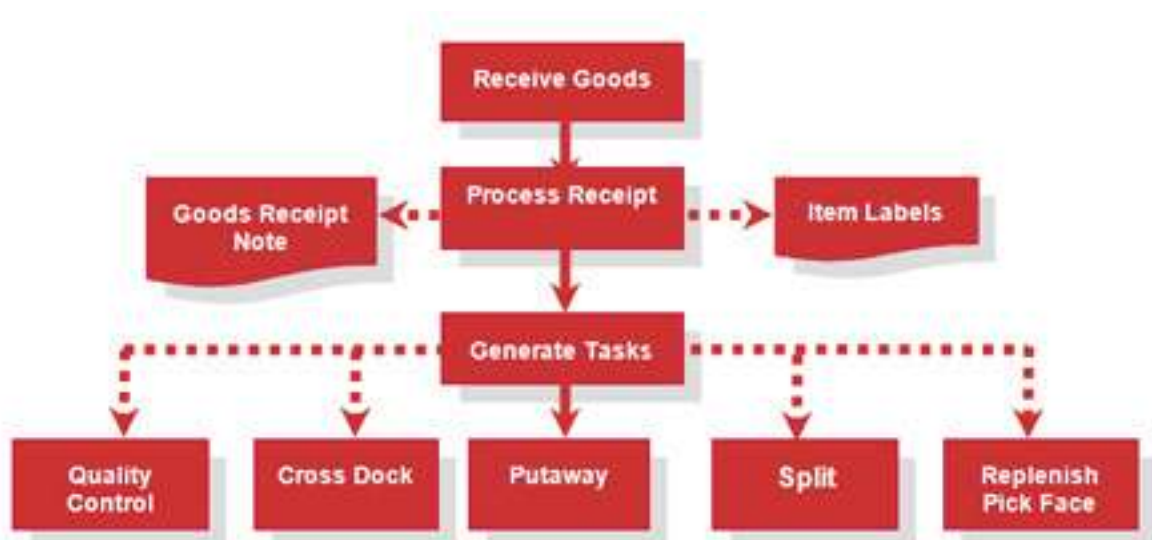 Receive Goods
Process Receipt
Goods Receipt
Note
Item Labels
Generate Tasks
Quality
Control
Cross Dock
Putaway
Split
Replenish
Pick Face